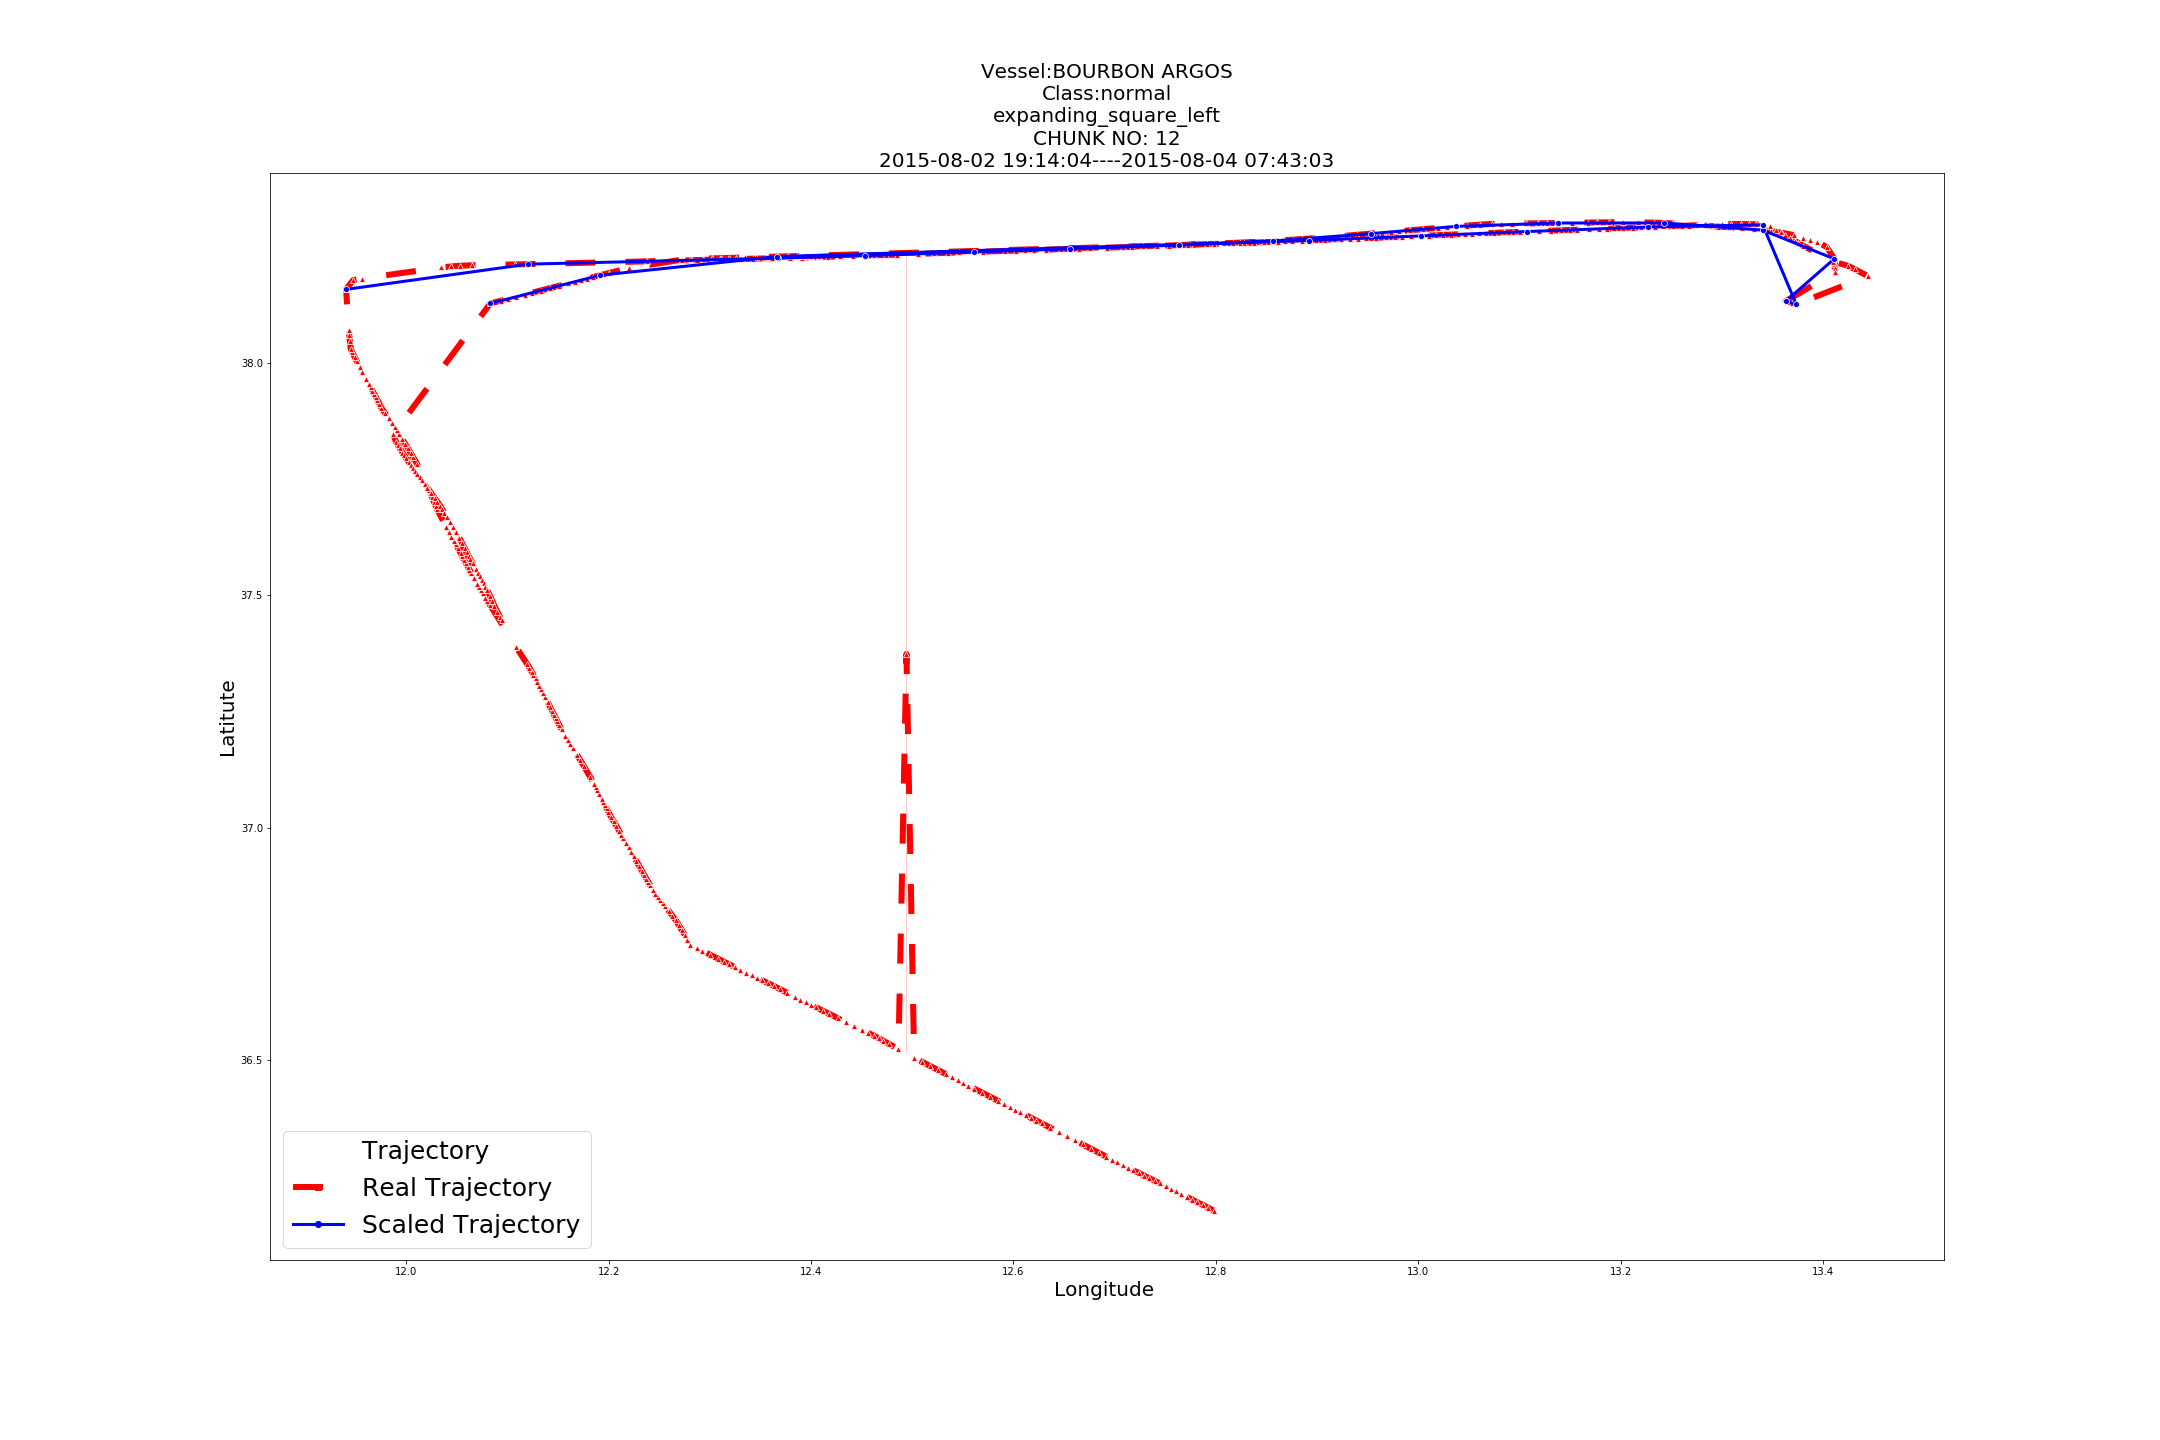 Vessel:BOURBON ARGOS
Class:normal
expanding_square_left
CHUNK NO: 12
2015-08-02 19:14:04----2015-08-04 07:43:03
38.0
37.5
37.0
36.5
Latitute
Trajectory
Real Trajectory
Scaled Trajectory
12.0 12.2 12.4 12.6 12.8 13.0 13.2 13.4
Longitude